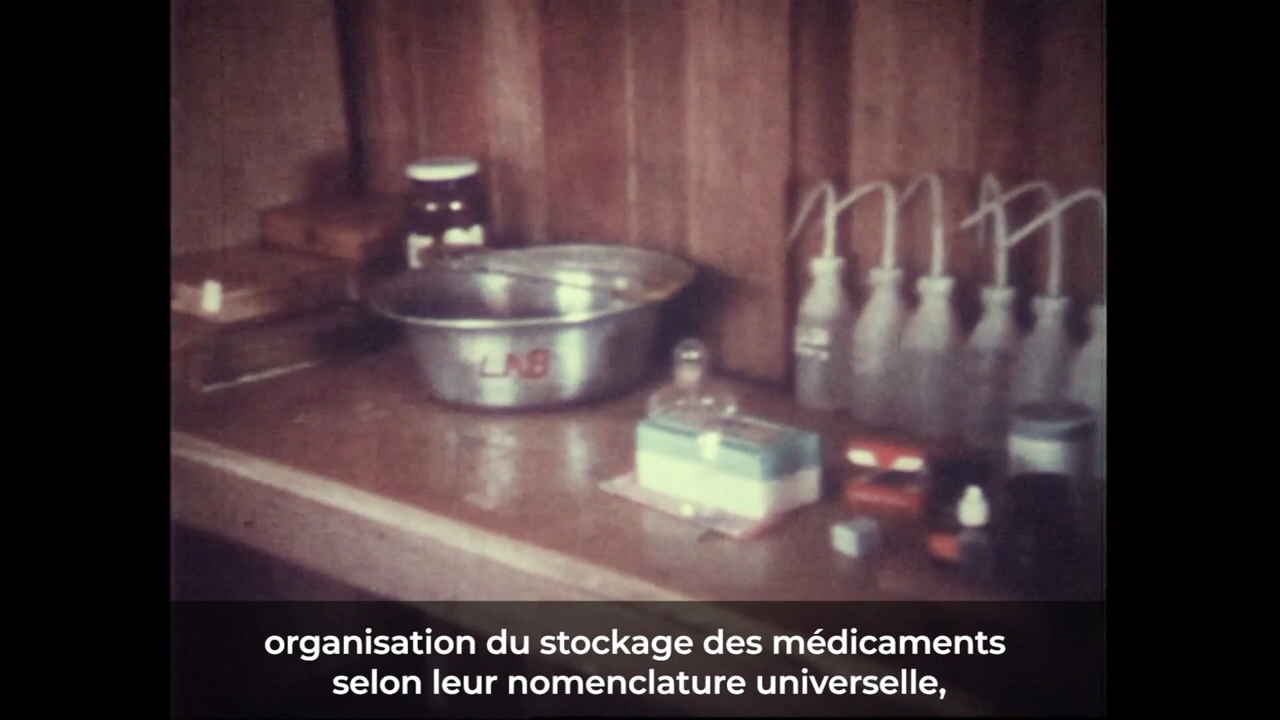 LAB
organisation du stockage des médicaments
selon leur nomenclature universelle,